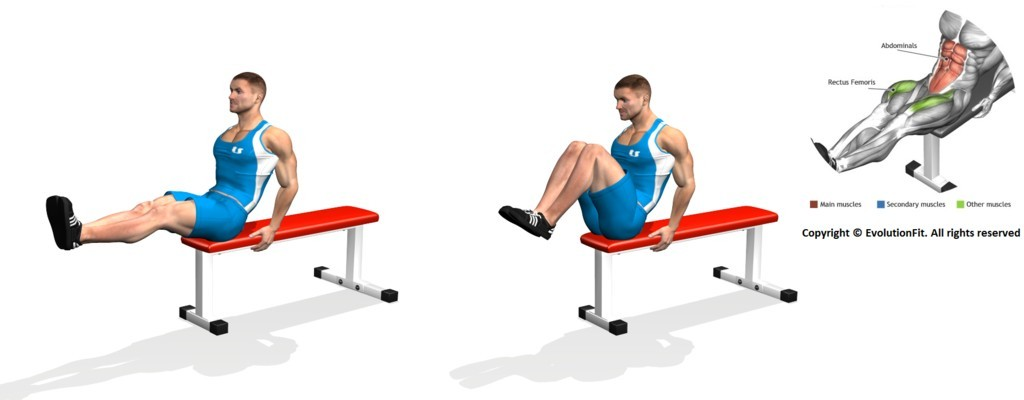 Abdominals
Rectus Femoris
Main muscles
Secondary muscles
Other muscles
Copyright © EvolutionFit. All rights reserved